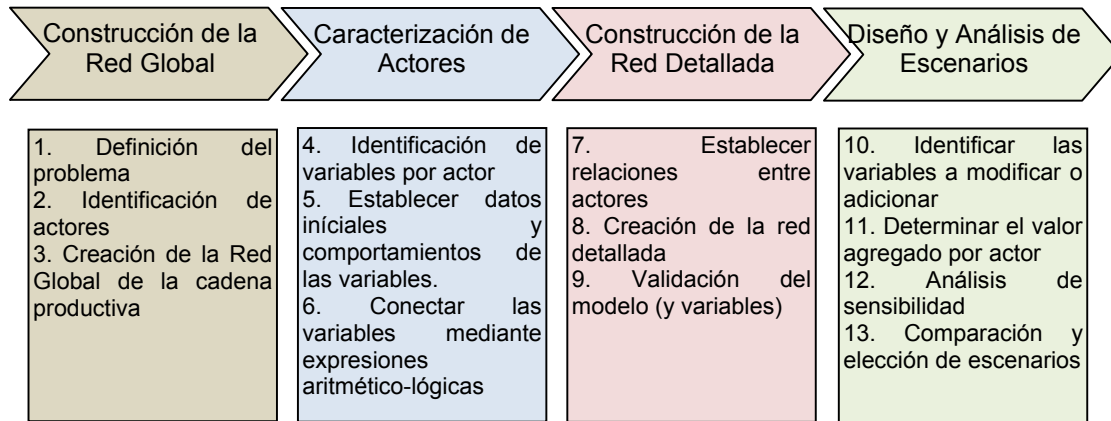 Construcción de la
Red Global
Caracterización de
Actores
Construcción de la
Red Detallada
Diseño y Análisis de
Escenarios
1. Definición del
problema
2. Identificación de
actores
3. Creación de la Red
Global de la cadena
productiva
4. Identificación de
variables por actor
5. Establecer datos
iníciales y
comportamientos de
las variables.
6. Conectar las
variables mediante
expresiones
aritmético-lógicas
7. Establecer
relaciones entre
actores
8. Creación de la red
detallada
9. Validación del
modelo (y variables)
10. Identificar las
variables a modificar o
adicionar
11. Determinar el valor
agregado por actor
12. Análisis de
sensibilidad
13. Comparación y
elección de escenarios